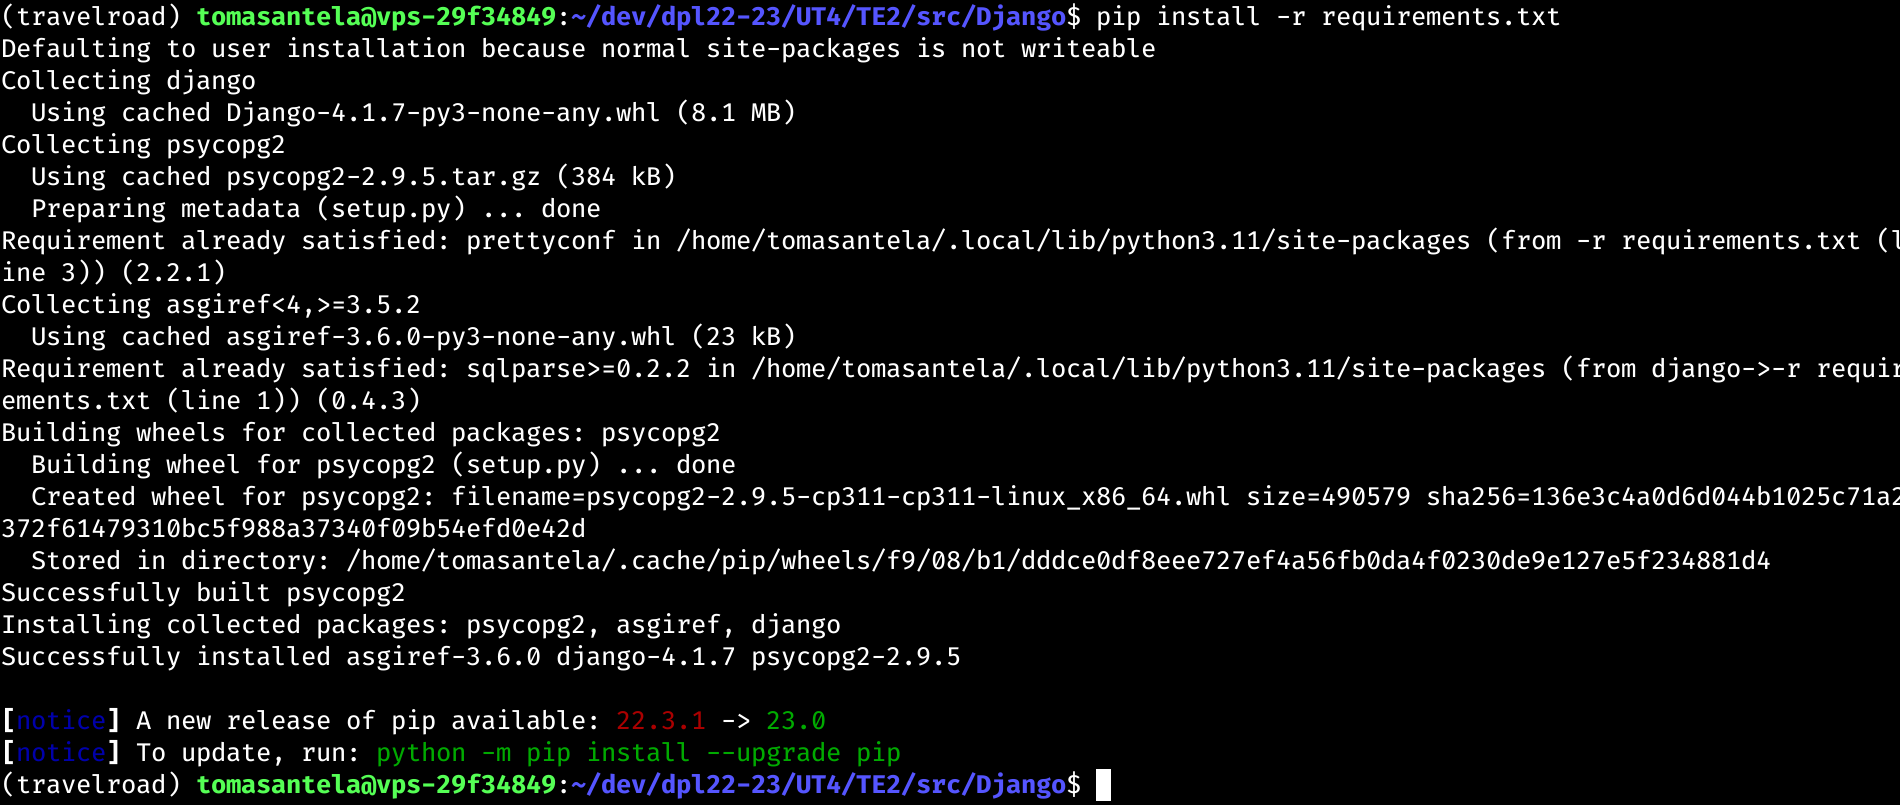 (travelroad) tomasantela@vps-29f34849:~/dev/dpl22-23/UT4/TE2/src/Django$ pip install -r requirements.txt
Defaulting to user installation because normal site-packages is not writeable
Collecting django
  Using cached Django-4.1.7-py3-none-any.whl (8.1 MB)
Collecting psycopg2
  Using cached psycopg2-2.9.5.tar.gz (384 kB)
  Preparing metadata (setup.py) ... done
Requirement already satisfied: prettyconf in /home/tomasantela/.local/lib/python3.11/site-packages (from -r requirements.txt (l
ine 3)) (2.2.1)
Collecting asgiref<4,>=3.5.2
  Using cached asgiref-3.6.0-py3-none-any.whl (23 kB)
Requirement already satisfied: sqlparse>=0.2.2 in /home/tomasantela/.local/lib/python3.11/site-packages (from django->-r requir
ements.txt (line 1)) (0.4.3)
Building wheels for collected packages: psycopg2
  Building wheel for psycopg2 (setup.py) ... done
  Created wheel for psycopg2: filename=psycopg2-2.9.5-cp311-cp311-linux_x86_64.whl size=490579 sha256=136e3c4a0d6d044b1025c71a2
372f61479310bc5f988a37340f09b54efd0e42d
  Stored in directory: /home/tomasantela/.cache/pip/wheels/f9/08/b1/dddce0df8eee727ef4a56fb0da4f0230de9e127e5f234881d4
Successfully built psycopg2
Installing collected packages: psycopg2, asgiref, django
Successfully installed asgiref-3.6.0 django-4.1.7 psycopg2-2.9.5

[notice] A new release of pip available: 22.3.1 -> 23.0
[notice] To update, run: python -m pip install --upgrade pip
(travelroad) tomasantela@vps-29f34849:~/dev/dpl22-23/UT4/TE2/src/Django$